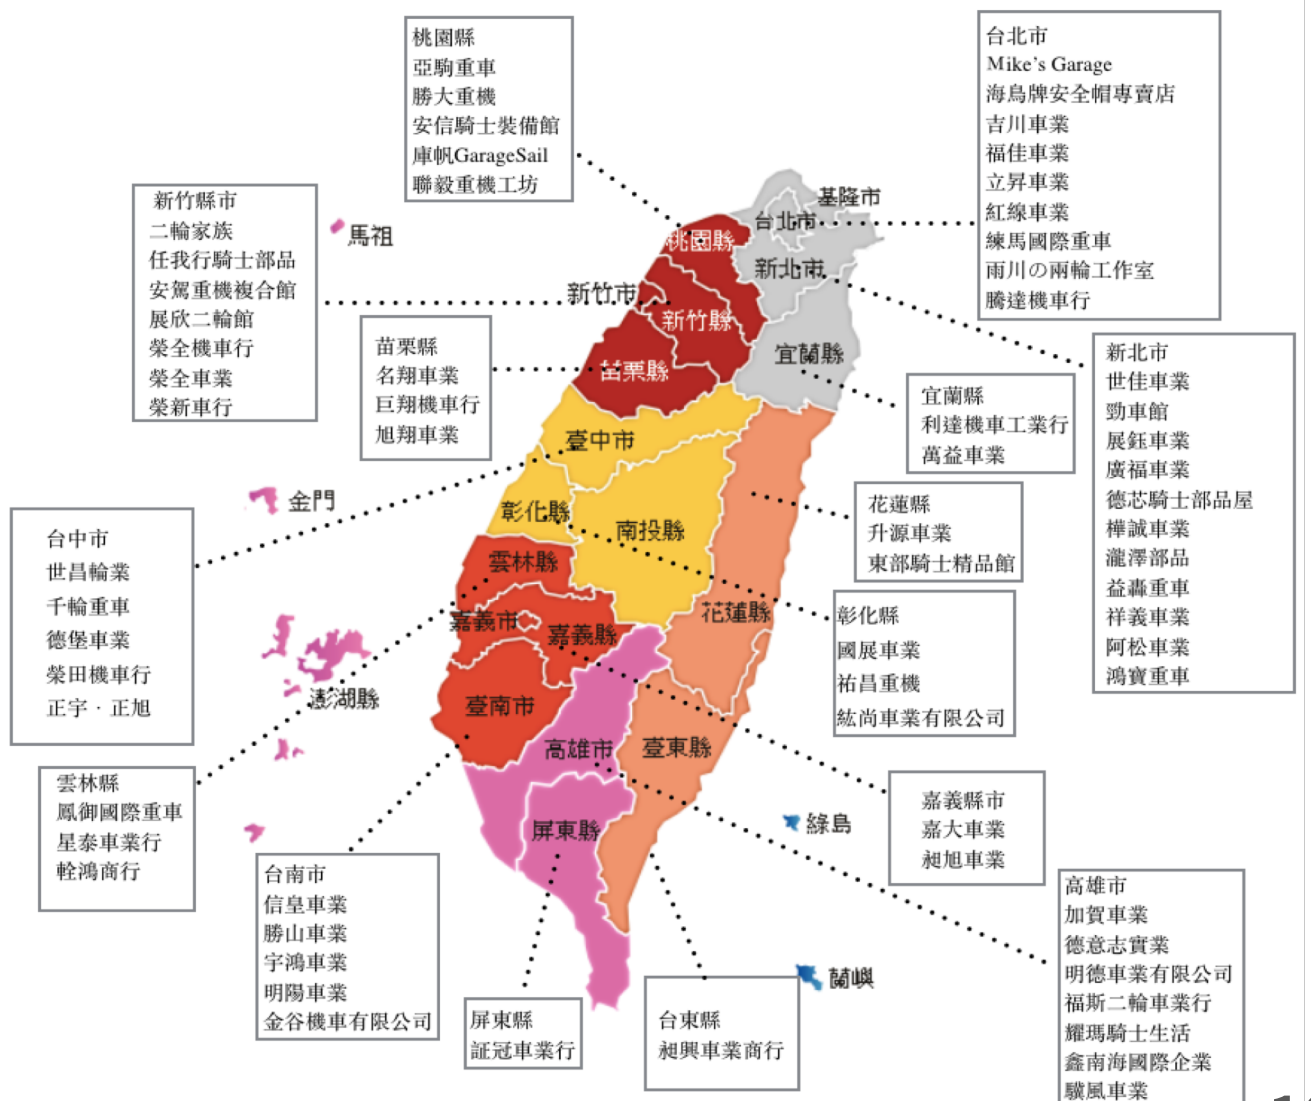 桃園縣
亞駒重車
勝大重機
安信騎士裝備館
庫帆GarageSail
聯毅重機工坊
台北市
Mike’s Garage
海鳥牌安全帽專賣店
吉川車業
福佳車業
立昇車業
紅線車業
練馬國際重車
雨川の兩輪工作室
騰達機車行
新竹縣市
二輪家族
任我行騎士部品
安駕重機複合館
展欣二輪館
榮全機車行
榮全車業
榮新車行
馬祖
基隆市
台北市
桃園縣
新北市
新竹市
新竹縣
苗栗縣
宜蘭縣
苗栗縣
名翔車業
巨翔機車行
旭翔車業
新北市
世佳車業
勁車館
展鈺車業
廣福車業
德芯騎士部品屋
樺誠車業
瀧澤部品
益轟重車
祥義車業
阿松車業
鴻寶重車
宜蘭縣
利達機車工業行
萬益車業
臺中市
彰化縣
南投縣
金門
花蓮縣
升源車業
東部騎士精品館
台中市
世昌輪業
千輪重車
德堡車業
榮田機車行
正宇．正旭
雲林縣
嘉義市
嘉義縣
花蓮縣
彰化縣
國展車業
祐昌重機
紘尚車業有限公司
澎湖縣
臺南市
高雄市
臺東縣
屏東縣
雲林縣
鳳御國際重車
星泰車業行
輇鴻商行
嘉義縣市
嘉大車業
昶旭車業
綠島
台南市
信皇車業
勝山車業
宇鴻車業
明陽車業
金谷機車有限公司
高雄市
加賀車業
德意志實業
明德車業有限公司
福斯二輪車業行
耀瑪騎士生活
鑫南海國際企業
驥風車業
蘭嶼
屏東縣
証冠車業行
台東縣
昶興車業商行